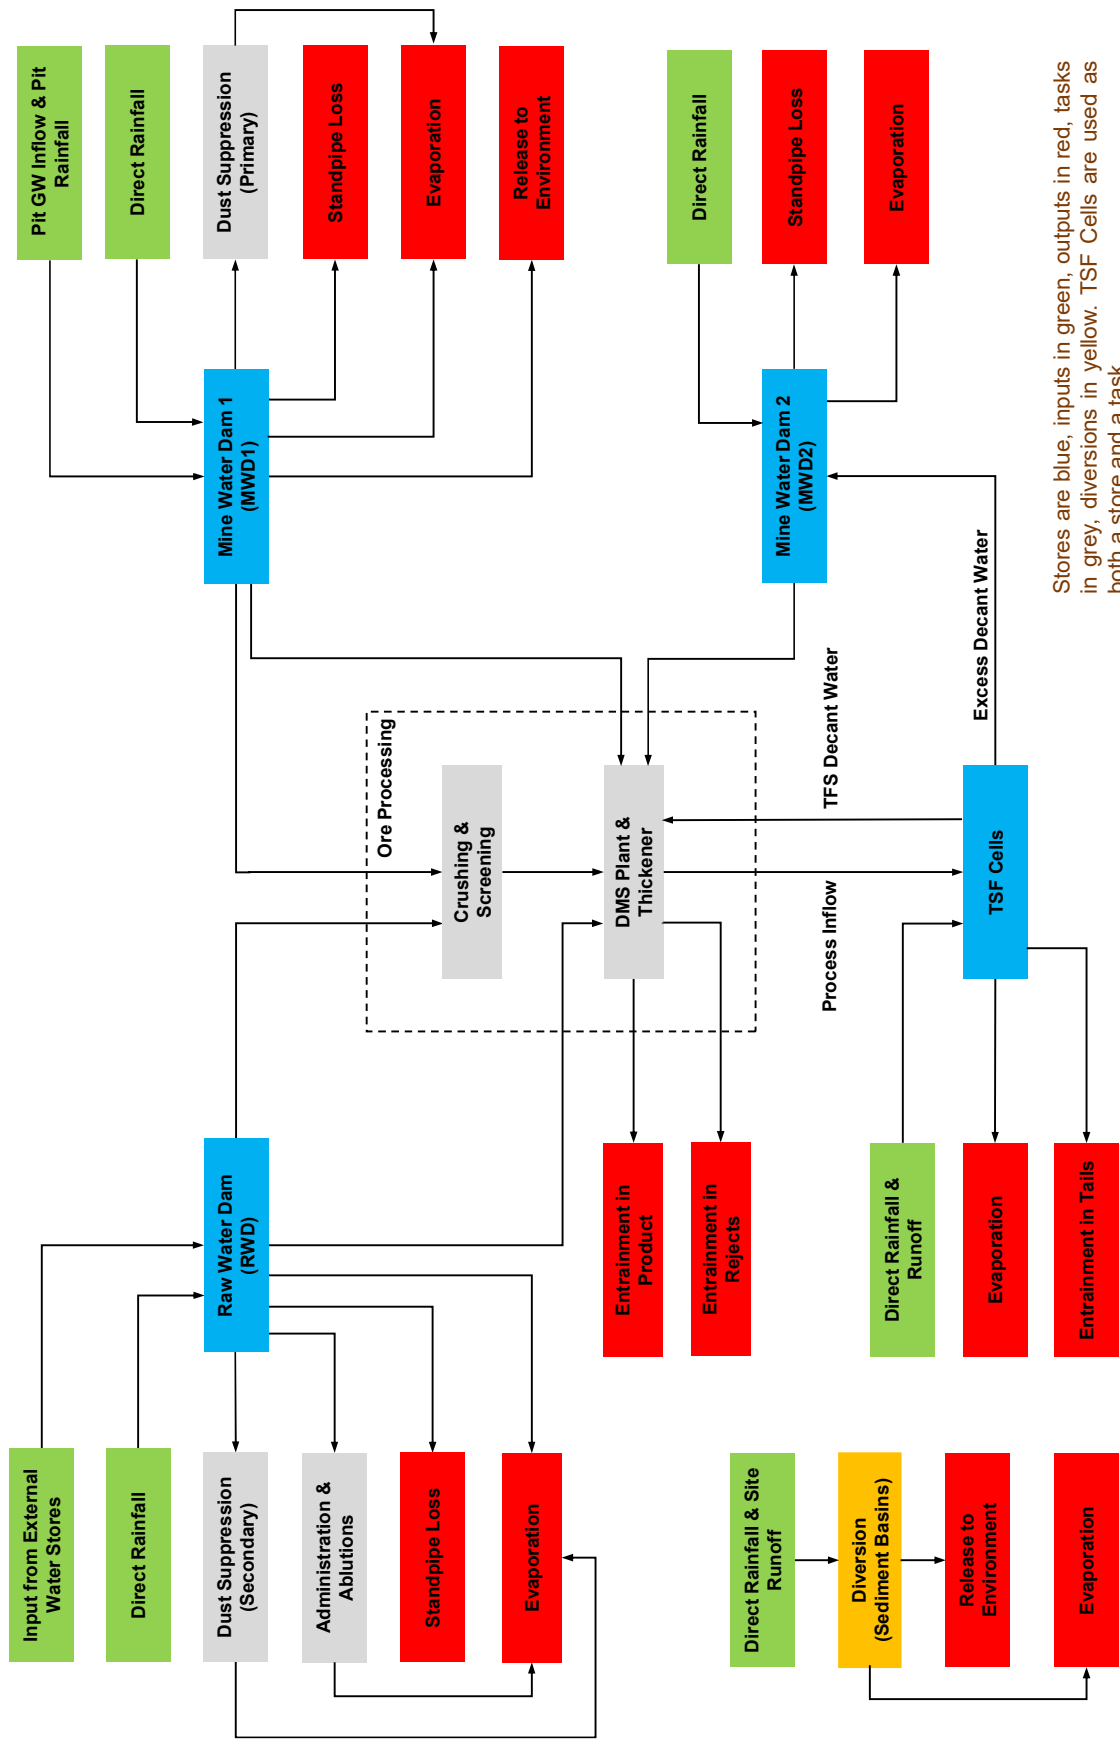 Input from External
Water Stores
Direct Rainfall
Dust Suppression
(Secondary)
Administration &
Ablutions
Standpipe Loss
Evaporation
Raw Water Dam
(RWD)
Pit GW Inflow & Pit
Rainfall
Direct Rainfall
Dust Suppression
(Primary)
Standpipe Loss
Evaporation
Release to
Environment
Mine Water Dam 1
(MWD1)
Ore Processing
Crushing &
Screening
DMS Plant &
Thickener
Entrainment in
Product
Entrainment in
Rejects
Direct Rainfall
Standpipe Loss
Evaporation
Mine Water Dam 2
(MWD2)
Process Inflow
TFS Decant Water
Excess Decant Water
TSF Cells
Direct Rainfall &
Runoff
Evaporation
Entrainment in Tails
Direct Rainfall & Site
Runoff
Diversion
(Sediment Basins)
Release to
Environment
Evaporation
Stores are blue, inputs in green, outputs in red, tasks
in grey, diversions in yellow. TSF Cells are used as
both a store and a task